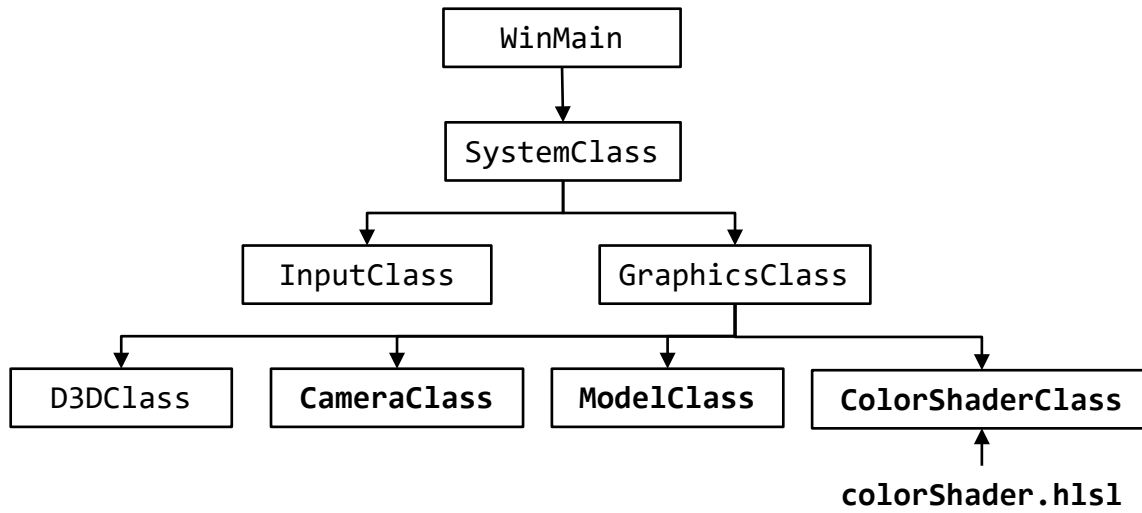 WinMain
SystemClass
InputClass
GraphicsClass
D3DClass
CameraClass
ModelClass
ColorShaderClass
colorShader.hlsl